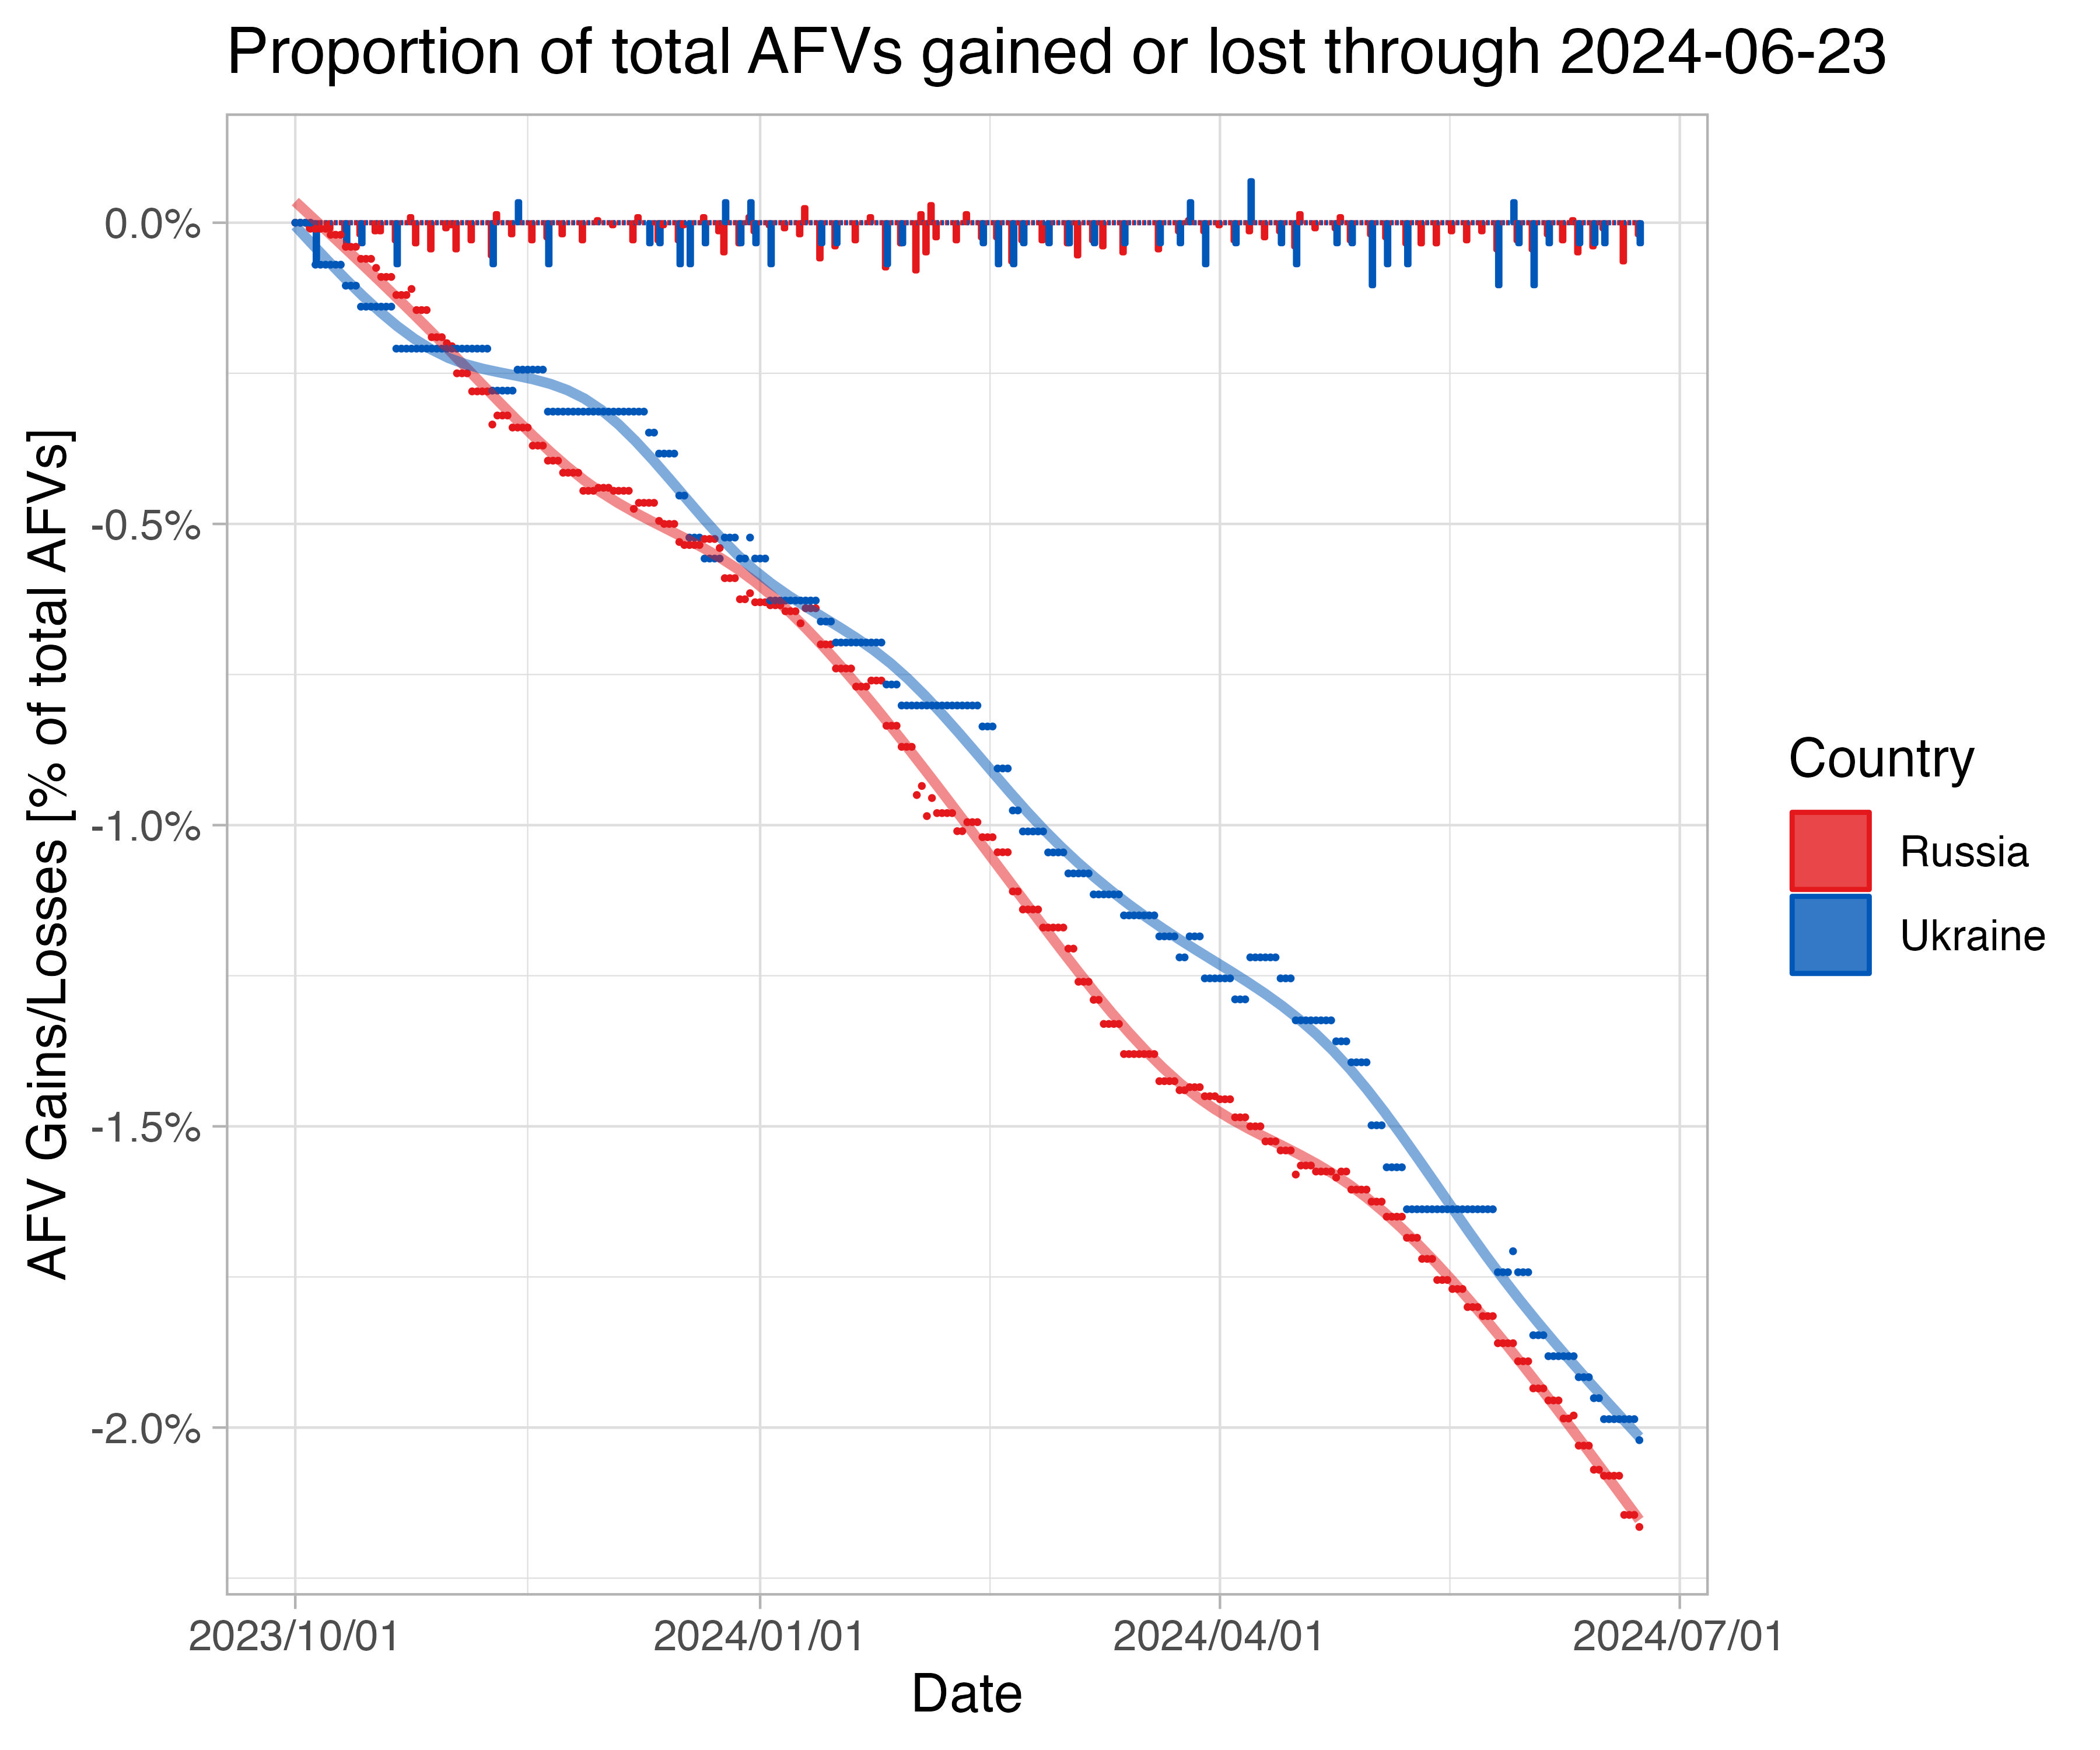 Proportion of total AFVs gained or lost through 2024-06-23
AFV Gains/Losses [% of total AFVs]
0.0%
-0.5%
-1.0%
-1.5%
-2.0%
2023/10/01
2024/01/01
2024/04/01
2024/07/01
Date
Country
Russia
Ukraine